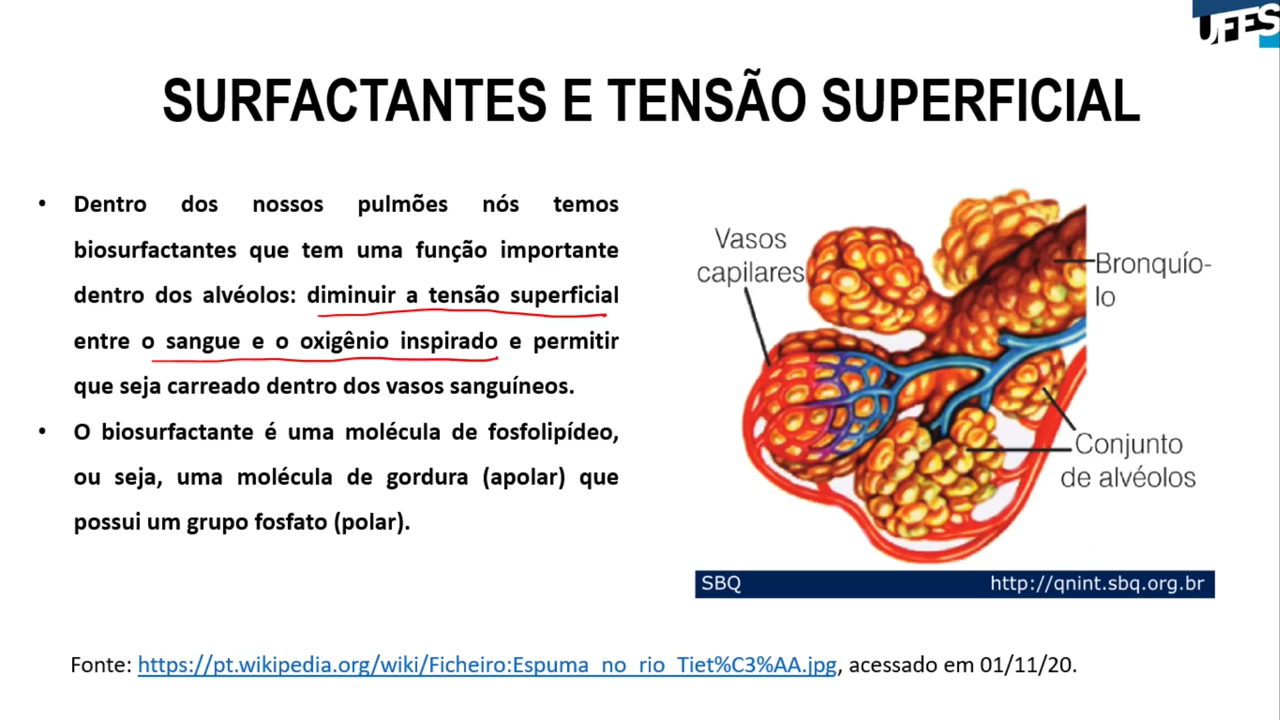 UFES
SURFACTANTES E TENSÃO SUPERFICIAL
• Dentro dos nossos pulmões nós temos
biosurfactantes que tem uma função importante
dentro dos alvéolos: diminuir a tensão superficial
entre o sangue e o oxigênio inspirado e permitir
que seja carreado dentro dos vasos sanguíneos.
• O biosurfactante é uma molécula de fosfolipídeo,
ou seja, uma molécula de gordura (apolar) que
possui um grupo fosfato (polar).
Vasos
capilares
Bronquío-
lo
Conjunto
de alvéolos
SBQ http://qnint.sbq.org.br
Fonte: https://pt.wikipedia.org/wiki/Ficheiro:Espuma_no_rio_Tiet%C3%AA.jpg, acessado em 01/11/20.